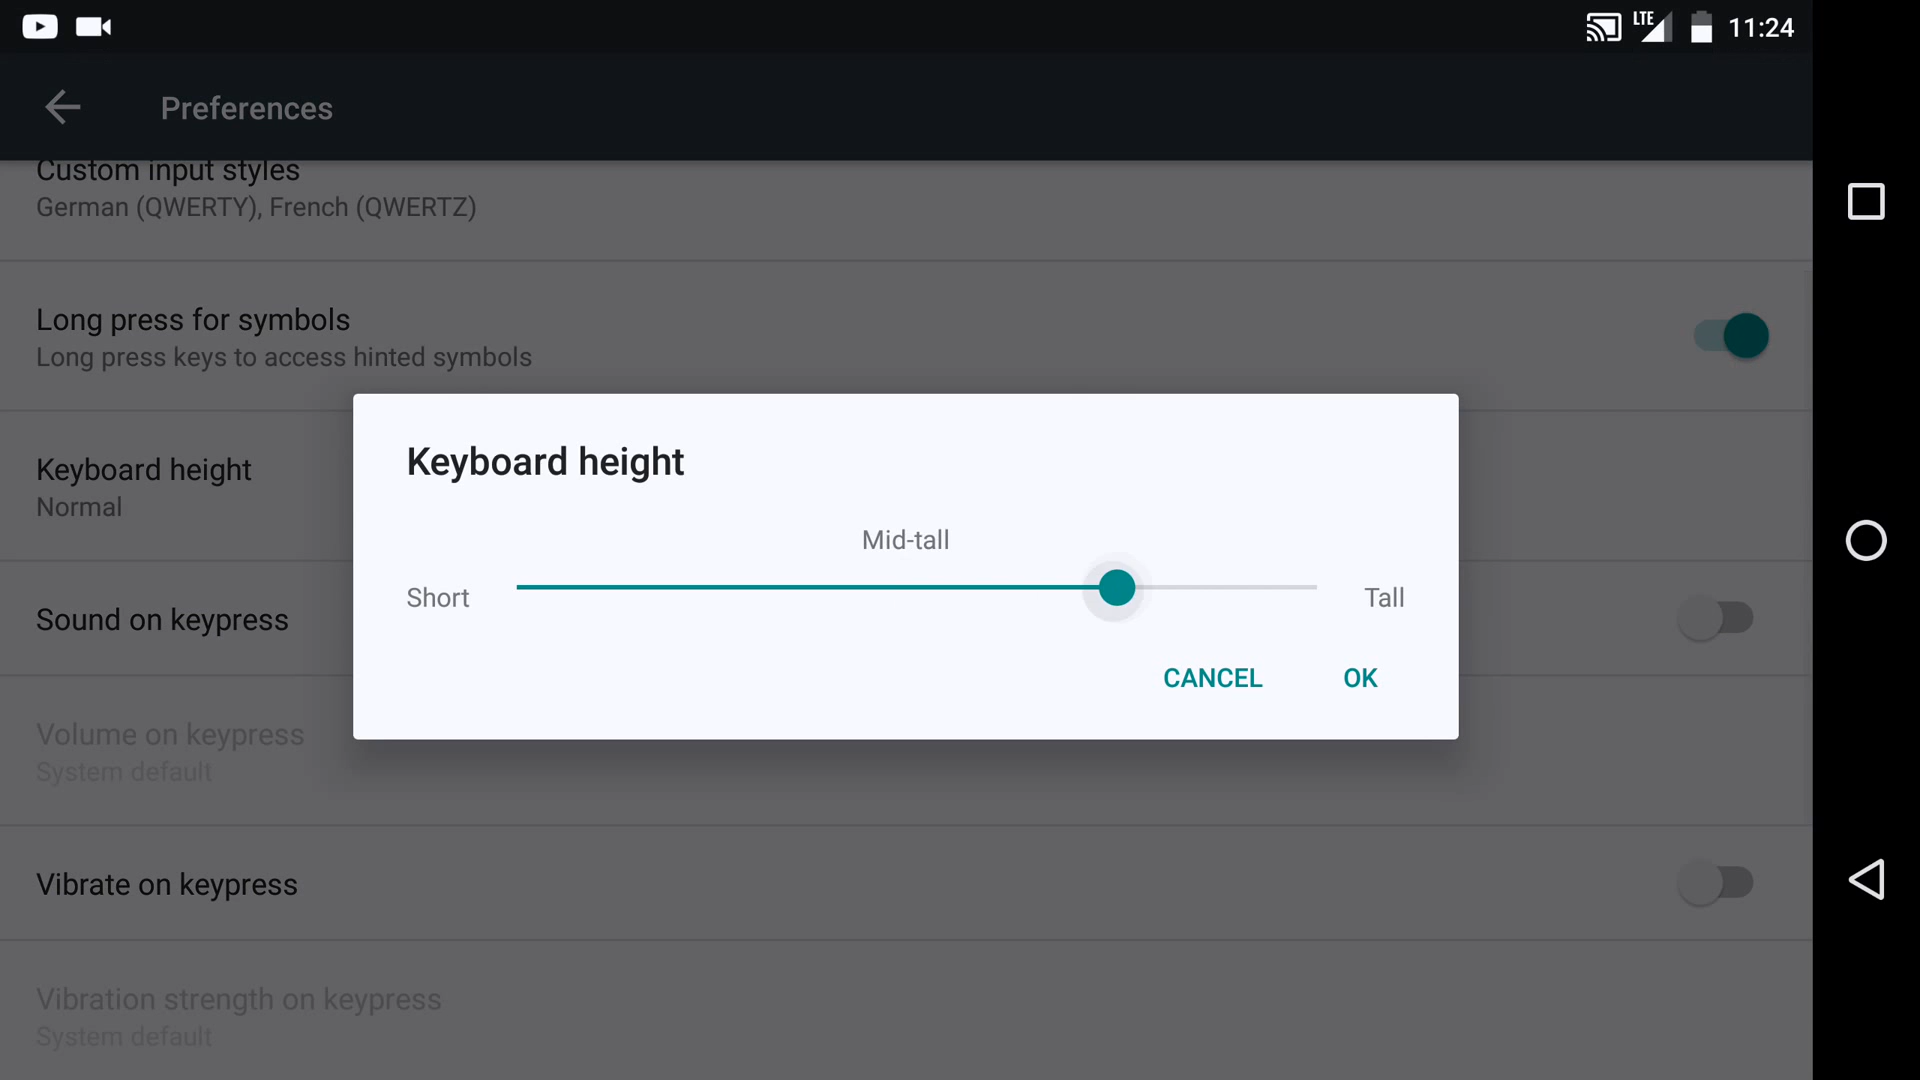 LTE 11:24
Preferences
Custom input styles
German (QWERTY), French (QWERTZ)
Long press for symbols
Long press keys to access hinted symbols
Keyboard height
Normal
Sound on keypress
Volume on keypress
System default
Vibrate on keypress
Vibration strength on keypress
System default
Keyboard height
Mid-tall
Short
Tall
CANCEL
OK